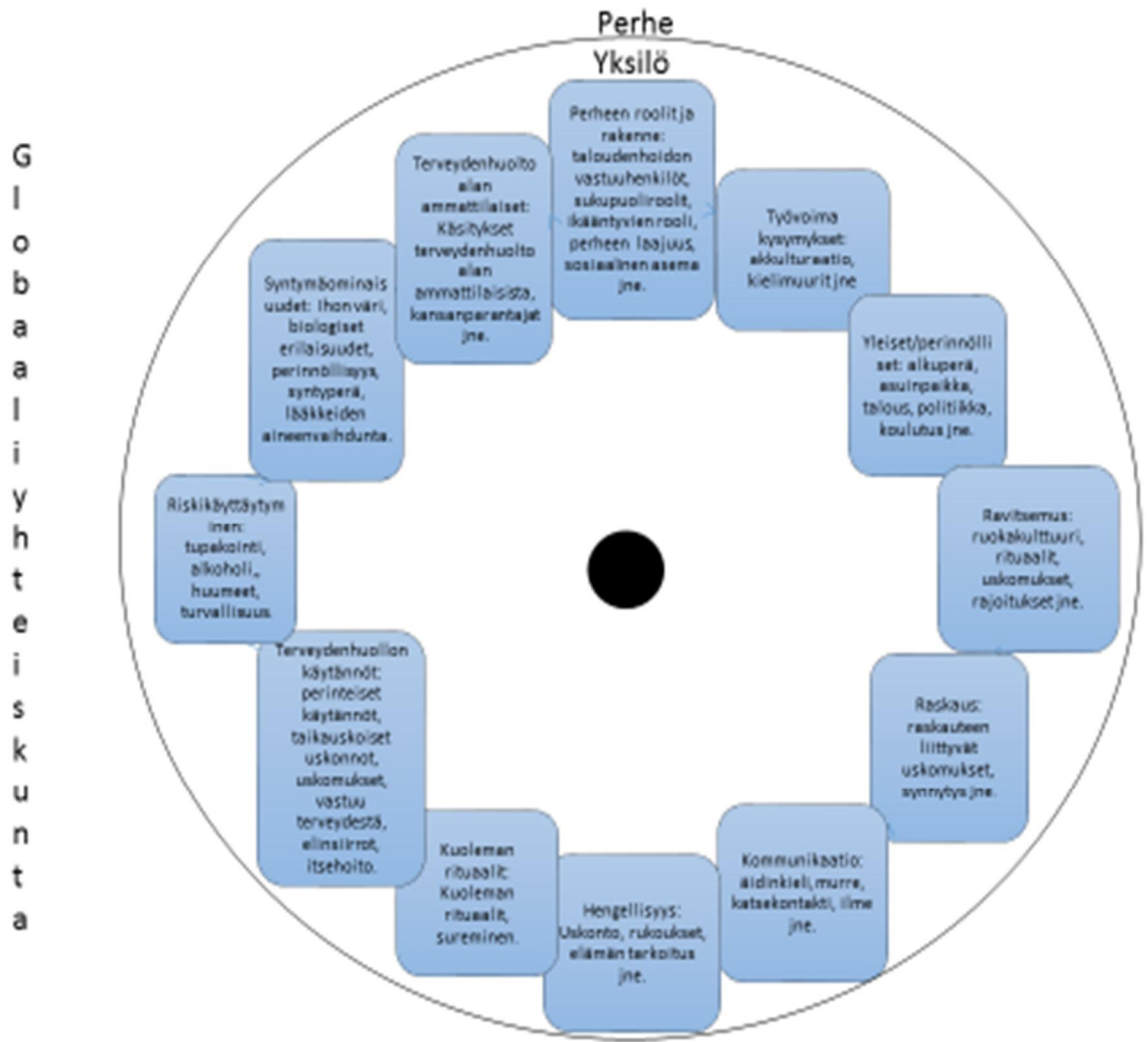 Perhe
Yksilö
Globaali yhteiskunta
Perheen roolit ja
rakenne:
taloudenhoidon
vastuuhenkilöt,
sukupuoliroolit,
ikääntyvien rooli,
perheen laajuus,
sosiaalinen asema
jne.
Työvoima
kysymykset:
akkulturaatio,
kielimuurit jne
Yleiset/perinnölli
set: alkuperä,
asuinpaikka,
talous, politiikka,
koulutus jne.
Ravitsemus:
ruokakulttuuri,
rituaalit,
uskomukset,
rajoitukset jne.
Raskaus:
raskauteen
liittyvät
uskomukset,
synnytys jne.
Kommunikaatio:
äidinkieli, murre,
katsekontakti, ilme
jne.
Hengellisyys:
Uskonto, rukoukset,
elämän tarkoitus
jne.
Kuoleman
rituaalit:
Kuoleman
rituaalit,
sureminen.
Terveydenhuollon
käytännöt:
perinteiset
käytännöt,
taikauskoiset
uskonnot,
uskomukset,
vastuu
terveydestä,
elinsiirrot,
itsehoito.
Riskikäyttäytym
inen:
tupakointi,
alkoholi,,
huumeet,
turvallisuus
Syntymäominais
uudet: Ihon väri,
biologiset
erilaisuudet,
perinnöllisyys,
syntyperä,
lääkkeiden
aineenvaihdunta.
Terveydenhuolto
alan
ammattilaiset:
Käsitykset
terveydenhuolto
alan
ammattilaisista,
kansanparantajat
jne.